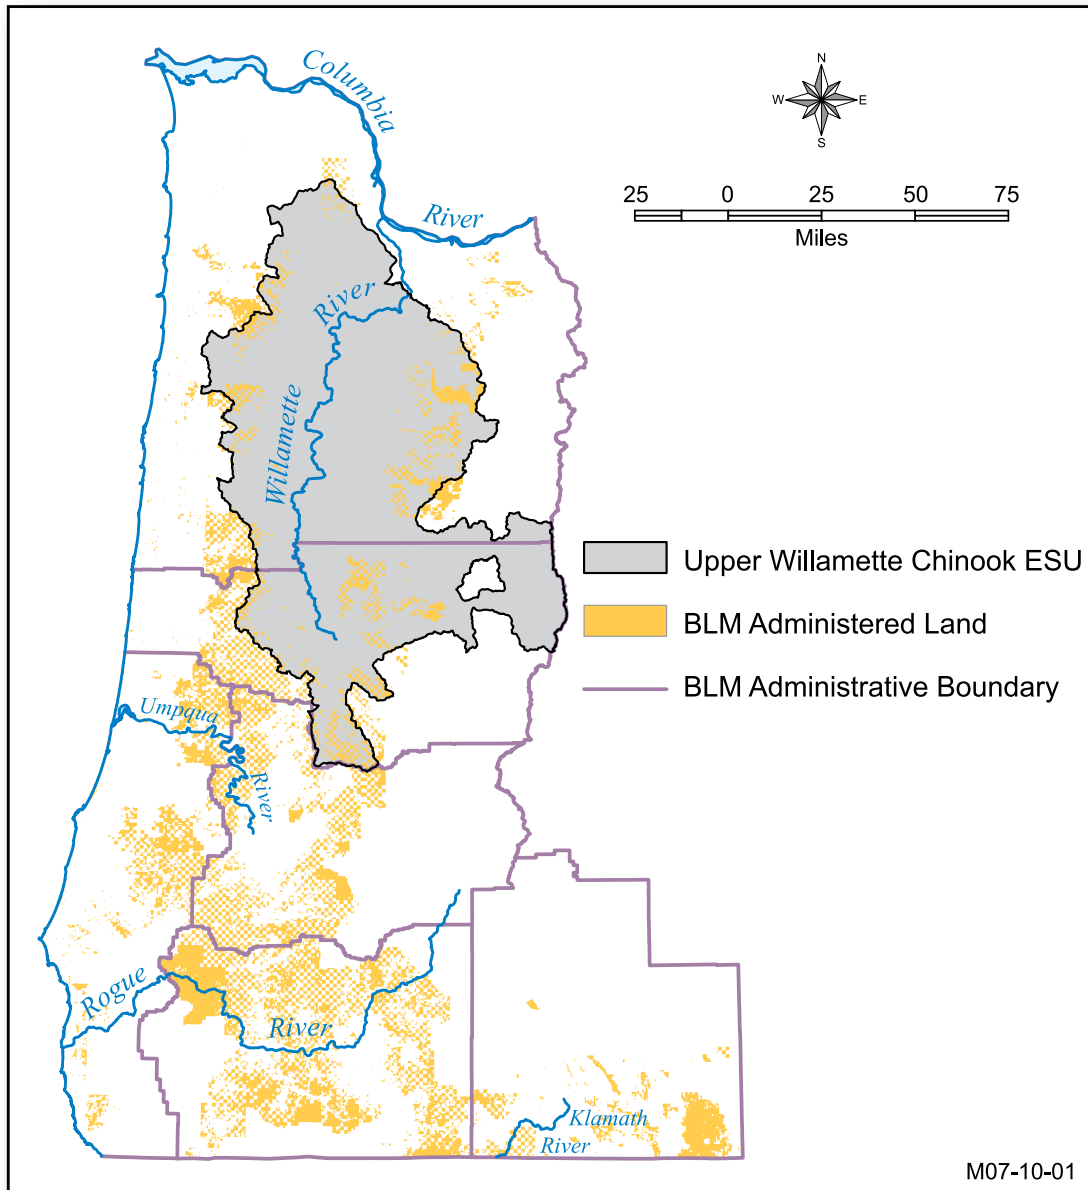 Columbia
River
N
W
E
S
25 0 25 50 75
Miles
River
Willamette
Upper Willamette Chinook ESU
BLM Administered Land
BLM Administrative Boundary
Umpqua
River
Rogue
River
Klamath
River
M07-10-01